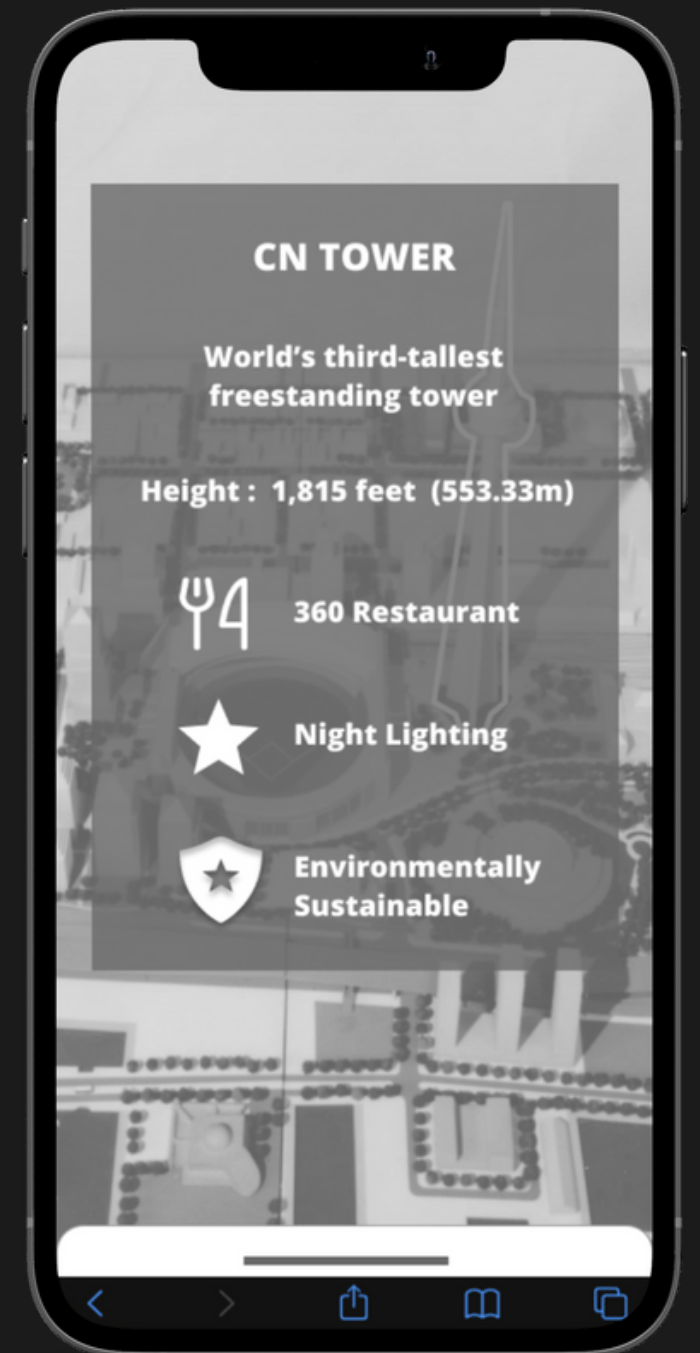 CN TOWER
World’s third-tallest
freestanding tower
Height :  1,815 feet  (553.33m)
360 Restaurant
Night Lighting
Environmentally
Sustainable